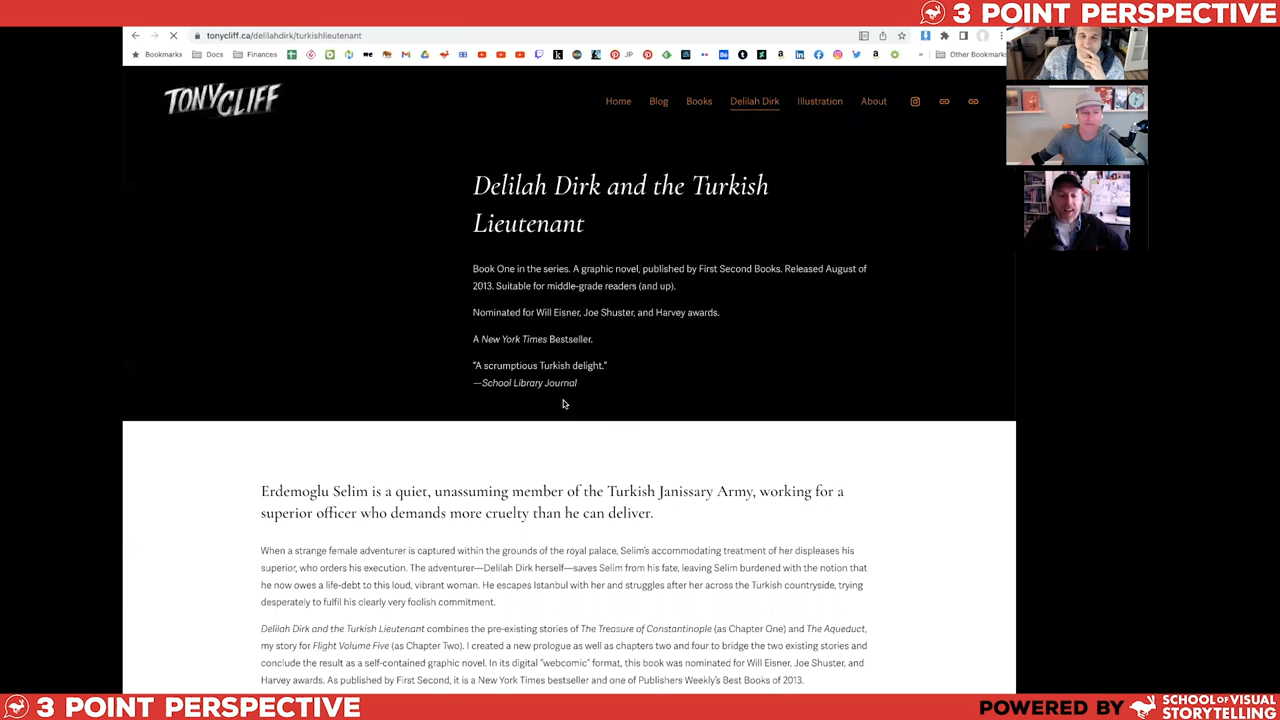 3 POINT PERSPECTIVE
tonycliff.ca/delilahdirk/turkishlieutenant
Bookmarks Docs Finances we BB JP » Other Bookmarks
TONYCLIFF
Home Blog Books Delilah Dirk Illustration About
Delilah Dirk and the Turkish
Lieutenant
Book One in the series. A graphic novel, published by First Second Books. Released August of
2013. Suitable for middle-grade readers (and up).
Nominated for Will Eisner, Joe Shuster, and Harvey awards.
A New York Times Bestseller.
“A scrumptious Turkish delight.”
—School Library Journal
Erdemoglu Selim is a quiet, unassuming member of the Turkish Janissary Army, working for a
superior officer who demands more cruelty than he can deliver.
When a strange female adventurer is captured within the grounds of the royal palace, Selim’s accommodating treatment of her displeases his
superior, who orders his execution. The adventurer—Delilah Dirk herself—saves Selim from his fate, leaving Selim burdened with the notion that
he now owes a life-debt to this loud, vibrant woman. He escapes Istanbul with her and struggles after her across the Turkish countryside, trying
desperately to fulfil his clearly very foolish commitment.
Delilah Dirk and the Turkish Lieutenant combines the pre-existing stories of The Treasure of Constantinople (as Chapter One) and The Aqueduct,
my story for Flight Volume Five (as Chapter Two). I created a new prologue as well as chapters two and four to bridge the two existing stories and
conclude the result as a self-contained graphic novel. In its digital “webcomic” format, this book was nominated for Will Eisner, Joe Shuster, and
Harvey awards. As published by First Second, it is a New York Times bestseller and one of Publishers Weekly’s Best Books of 2013.
3 POINT PERSPECTIVE
POWERED BY SCHOOL OF VISUAL
STORYTELLING